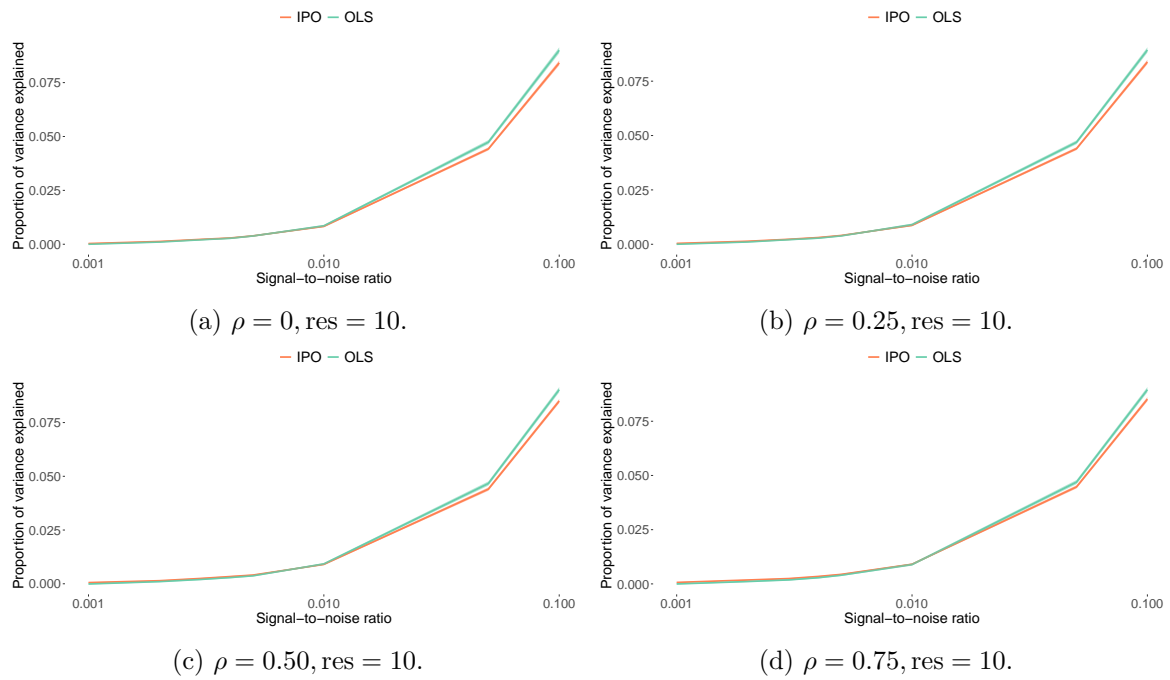 IPO OLS
Proportion of variance explained
0.075
0.050
0.025
0.000
0.001 0.010 0.100
Signal−to−noise ratio
(a) ρ = 0, res = 10.
IPO OLS
Proportion of variance explained
0.075
0.050
0.025
0.000
0.001 0.010 0.100
Signal−to−noise ratio
(b) ρ = 0.25, res = 10.
IPO OLS
Proportion of variance explained
0.075
0.050
0.025
0.000
0.001 0.010 0.100
Signal−to−noise ratio
(c) ρ = 0.50, res = 10.
IPO OLS
Proportion of variance explained
0.075
0.050
0.025
0.000
0.001 0.010 0.100
Signal−to−noise ratio
(d) ρ = 0.75, res = 10.